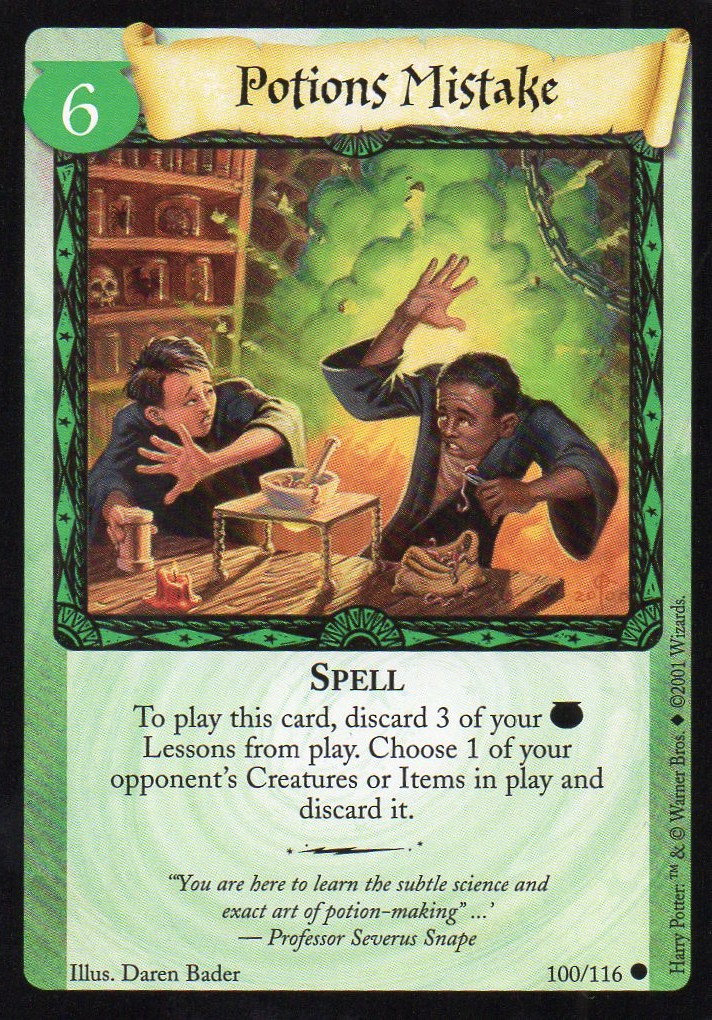 6
Potions Mistake
SPELL
To play this card, discard 3 of your
Lessons from play. Choose 1 of your
opponent's Creatures or Items in play and
discard it.
“‘You are here to learn the subtle science and
exact art of potion-making” ...’
— Professor Severus Snape
Illus. Daren Bader
100/116
Harry Potter: ™ & © Warner Bros. ♦ ©2001 Wizards.